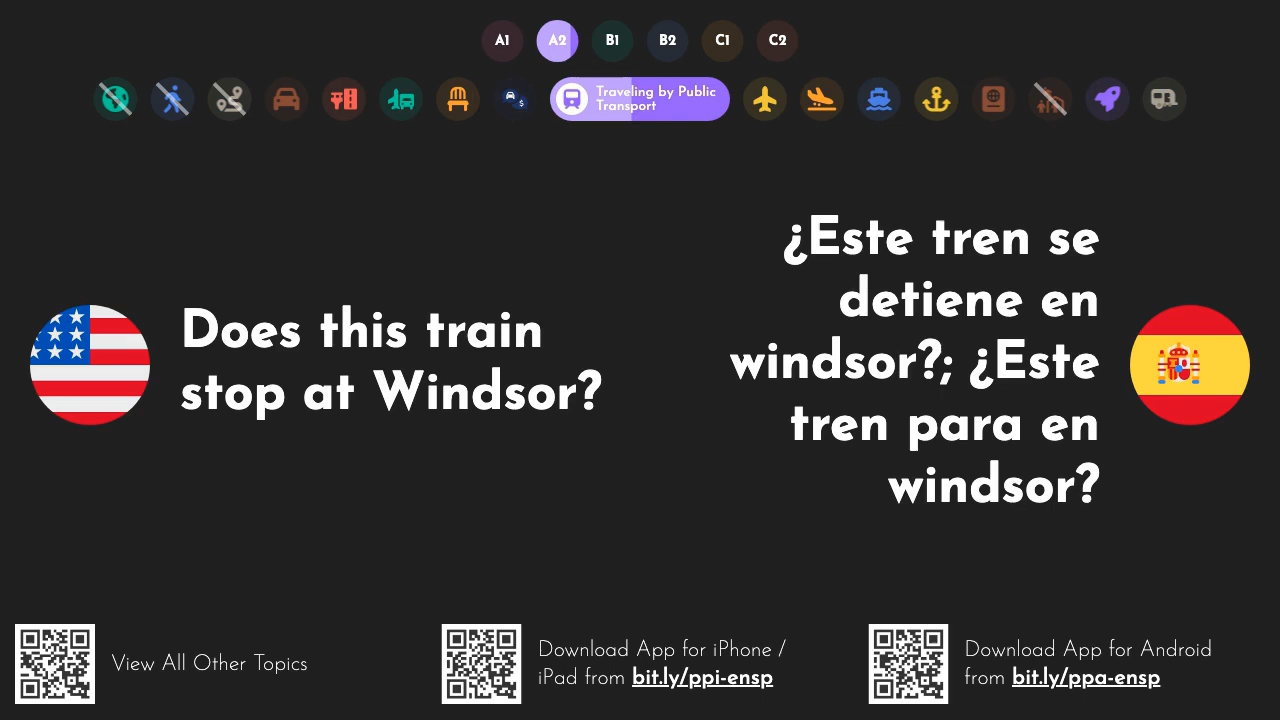 A1 A2 B1 B2 C1 C2
Traveling by Public
Transport
Does this train
stop at Windsor?
¿Este tren se
detiene en
windsor?; ¿Este
tren para en
windsor?
View All Other Topics
Download App for iPhone /
iPad from bit.ly/ppi-ensp
Download App for Android
from bit.ly/ppa-ensp